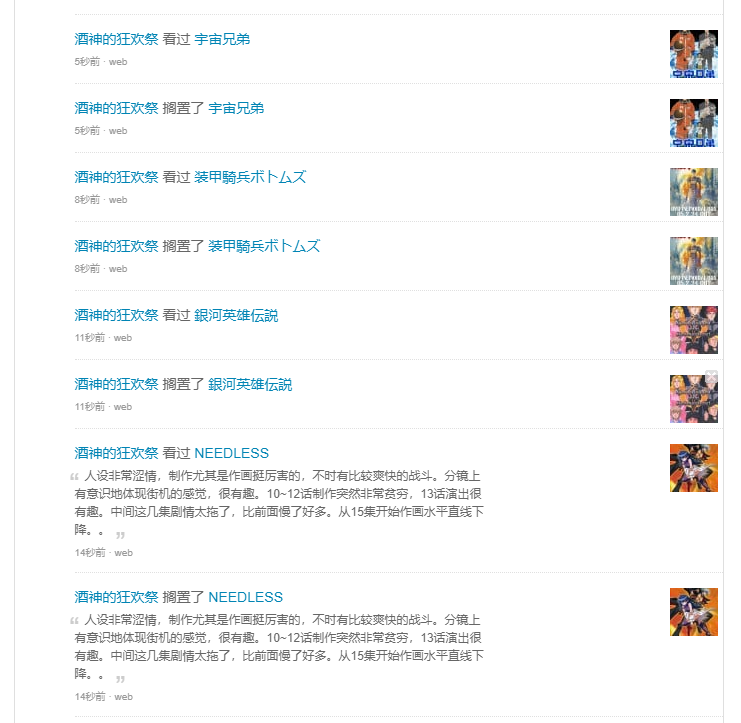 酒神的狂欢祭 看过 宇宙兄弟
5秒前 · web
酒神的狂欢祭 搁置了 宇宙兄弟
5秒前 · web
酒神的狂欢祭 看过 装甲騎兵ボトムズ
8秒前 · web
酒神的狂欢祭 搁置了 装甲騎兵ボトムズ
8秒前 · web
酒神的狂欢祭 看过 銀河英雄伝説
11秒前 · web
酒神的狂欢祭 搁置了 銀河英雄伝説
11秒前 · web
酒神的狂欢祭 看过 NEEDLESS
“ 人设非常涩情，制作尤其是作画挺厉害的，不时有比较爽快的战斗。分镜上
有意识地体现街机的感觉，很有趣。10~12话制作突然非常贫穷，13话演出很
有趣。中间这几集剧情太拖了，比前面慢了好多。从15集开始作画水平直线下
降。。 ”
14秒前 · web
酒神的狂欢祭 搁置了 NEEDLESS
“ 人设非常涩情，制作尤其是作画挺厉害的，不时有比较爽快的战斗。分镜上
有意识地体现街机的感觉，很有趣。10~12话制作突然非常贫穷，13话演出很
有趣。中间这几集剧情太拖了，比前面慢了好多。从15集开始作画水平直线下
降。。 ”
14秒前 · web